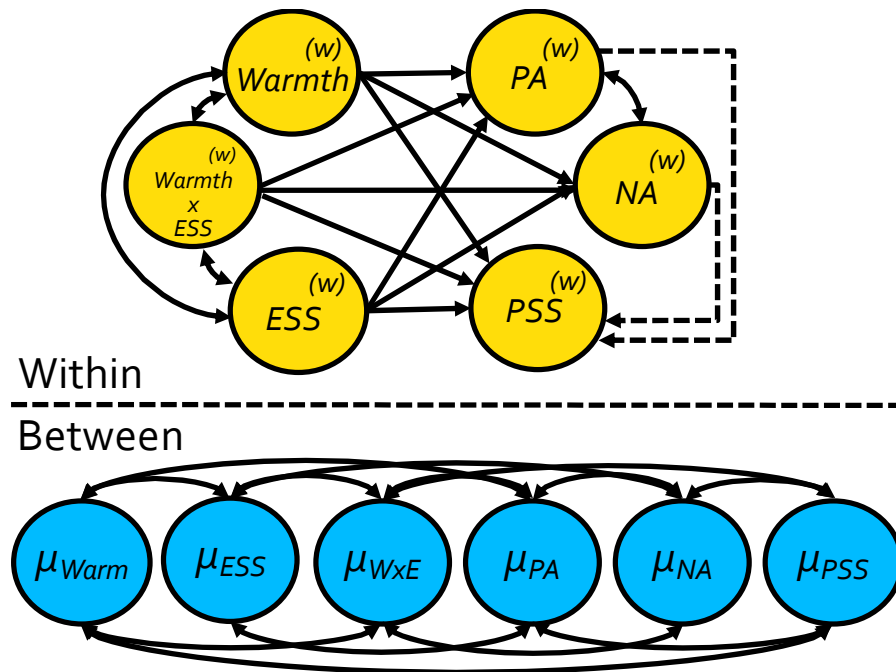 (w)
Warmth
(w)
PA
(w)
Warmth
x
ESS
(w)
NA
(w)
ESS
(w)
PSS
Within
Between
μWarm
μESS
μWxE
μPA
μNA
μPSS